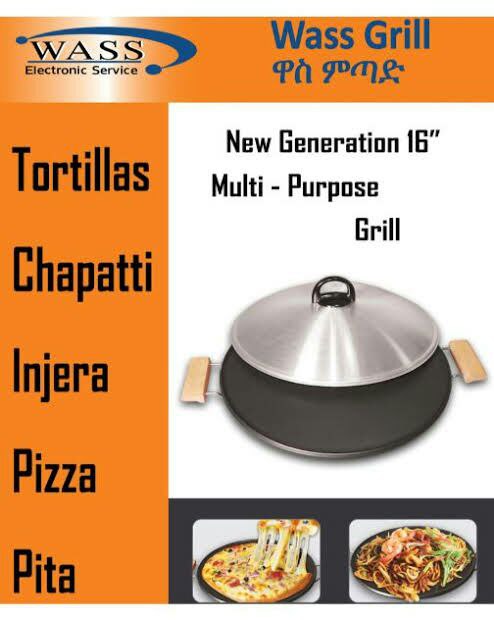 WASS
Electronic Service
Wass Grill
ዋስ ምጣድ
New Generation 16”
Multi - Purpose
Grill
Tortillas
Chapatti
Injera
Pizza
Pita